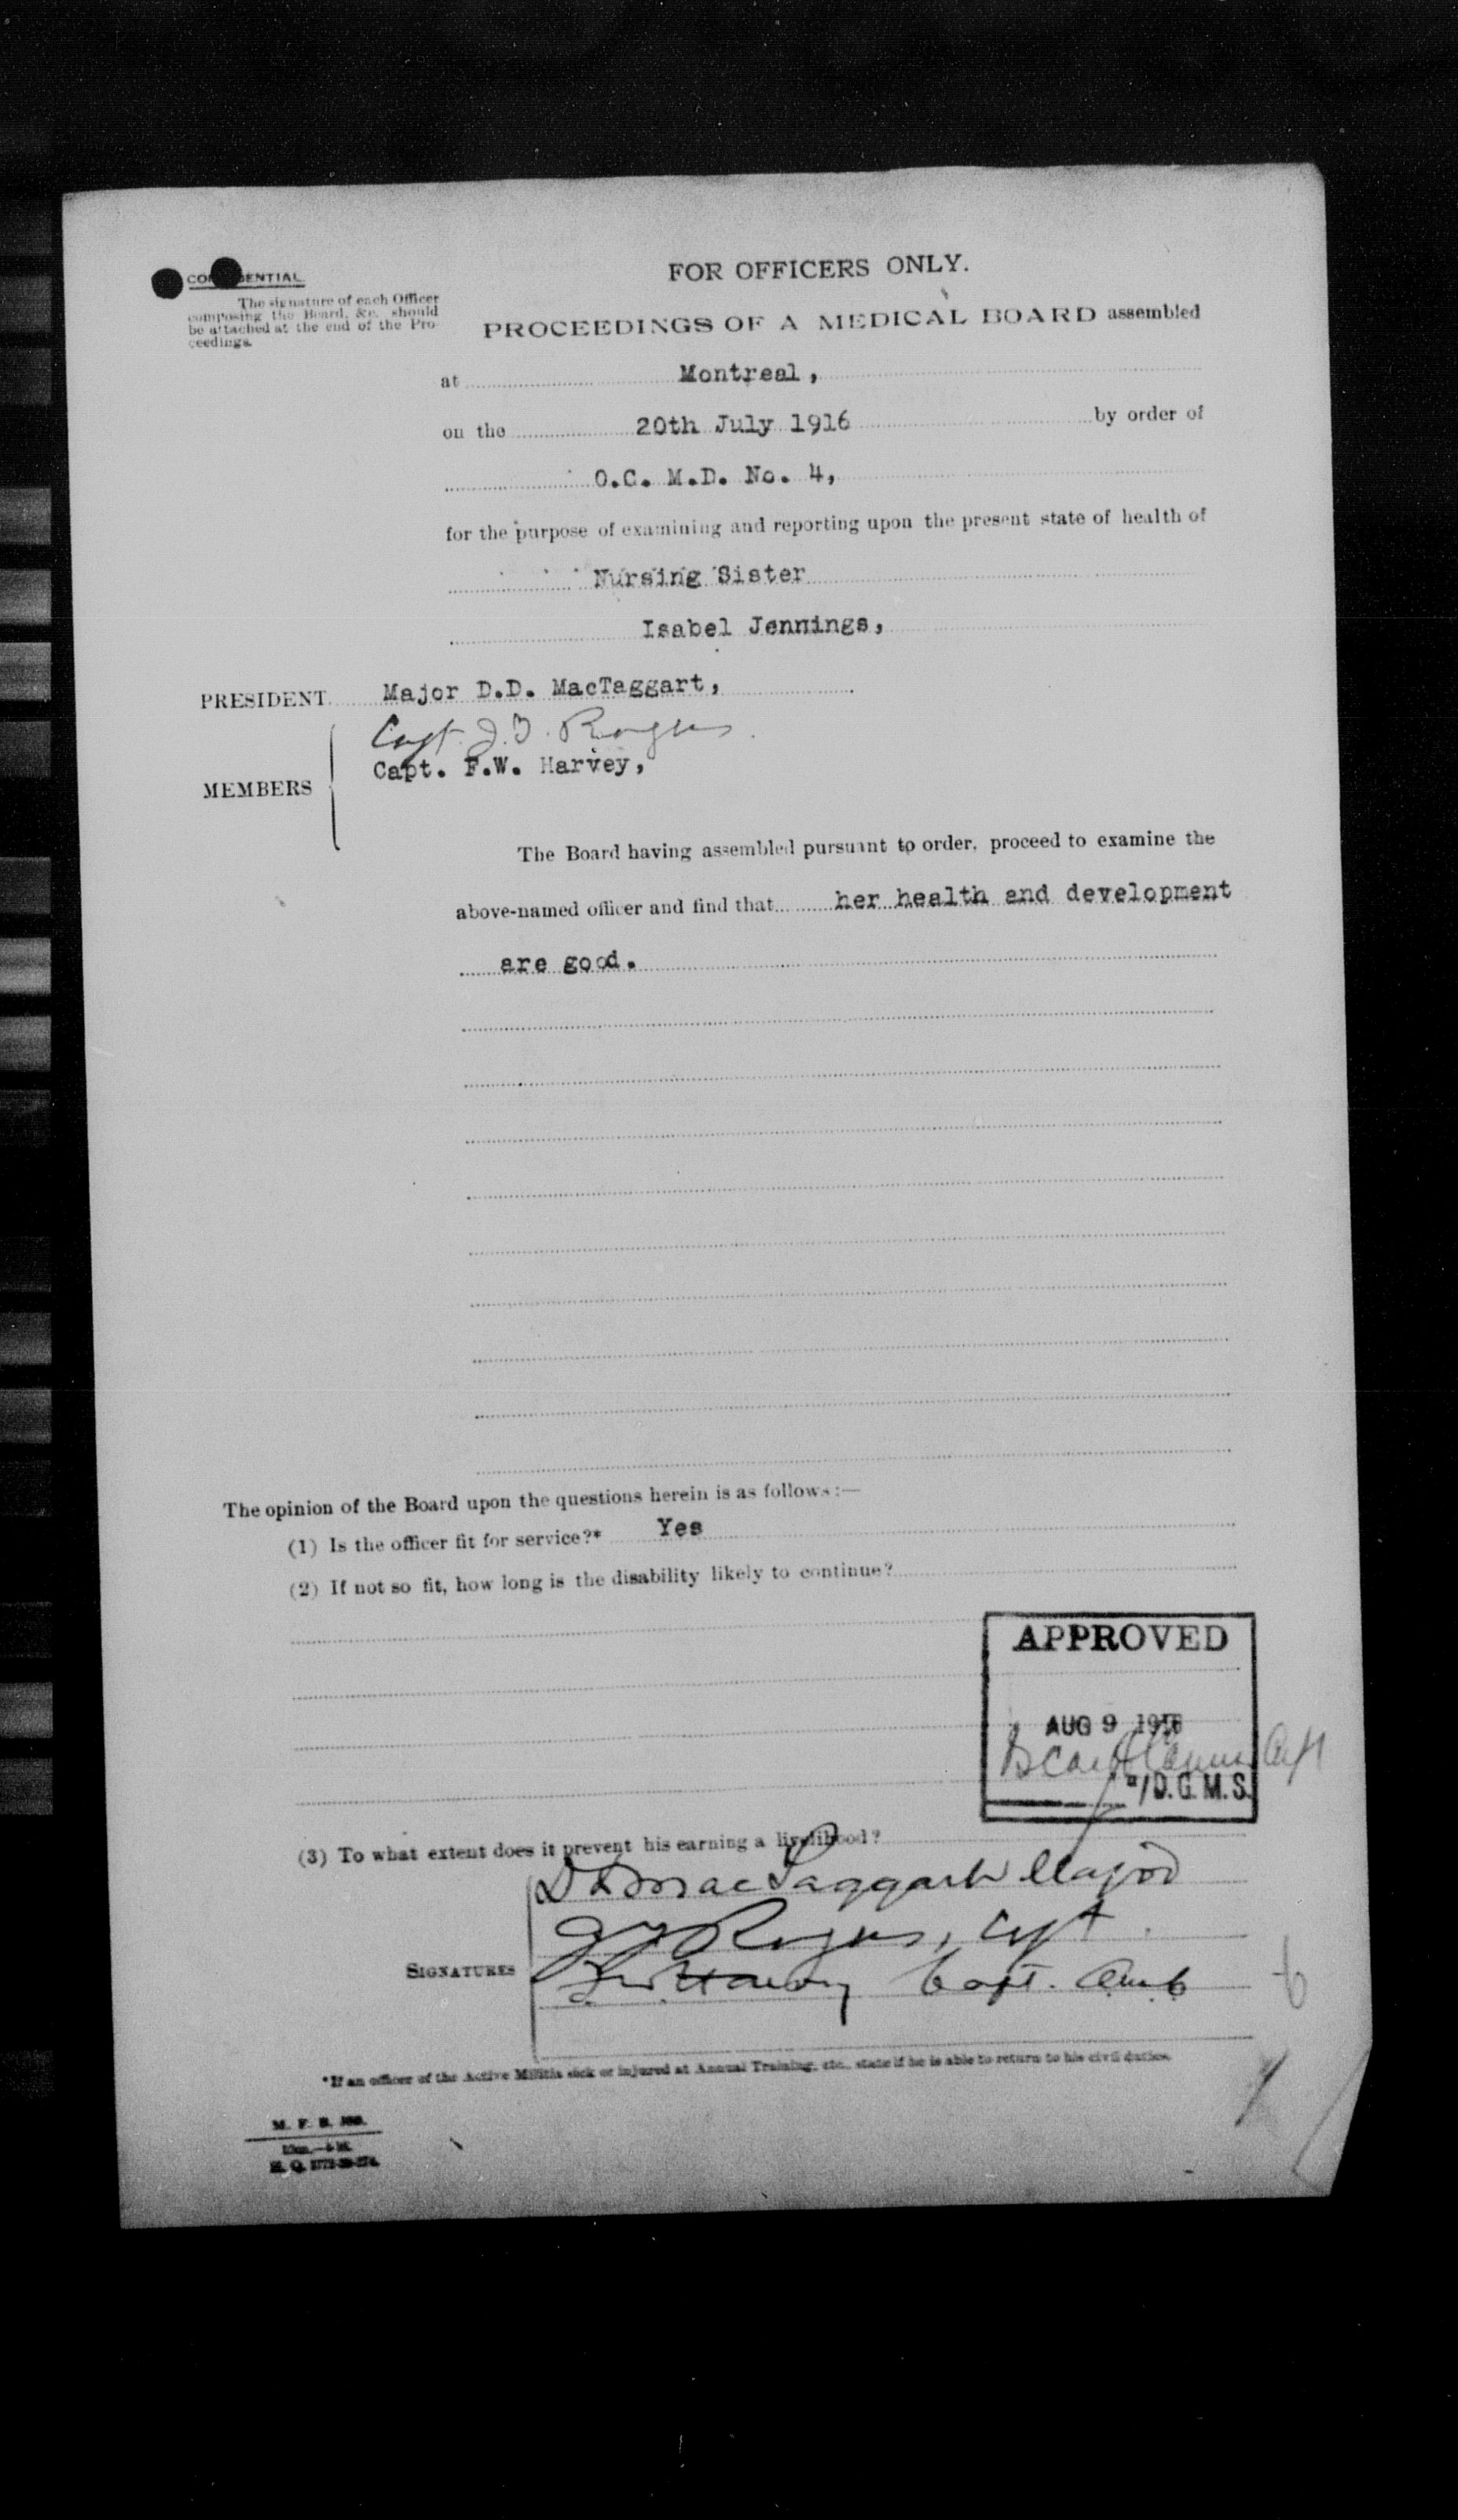 CONFIDENTIAL
The signature of each Officer
composing the Board, &c. should
be attached at the end of the Pro-
ceedings.
FOR OFFICERS ONLY.
PROCEEDINGS OF A MEDICAL BOARD assembled
at Montreal,
on the 20th July 1916 by order of
O.C. M.D. No. 4,
for the purpose of examining and reporting upon the present state of health of
Nursing Sister
Isabel Jennings,
PRESIDENT Major D.D. MacTaggart,
Capt. J. T. Rogers.
MEMBERS Capt. F.W. Harvey,
The Board having assembled pursuant to order, proceed to examine the
above-named officer and find that her health and development
are good.
The opinion of the Board upon the questions herein is as follows:—
(1) Is the officer fit for service?* Yes
(2) If not so fit, how long is the disability likely to continue?
APPROVED
AUG 9 1916
Capt
D.G.M.S.
(3) To what extent does it prevent his earning a livelihood?
D D MacTaggart Major
J T Rogers, Capt.
SIGNATURES F W Harvey Capt. AMC
*If an officer of the Active Militia sick or injured at Annual Training, etc., state if he is able to return to his civil duties.
M. F. B.
H. Q.